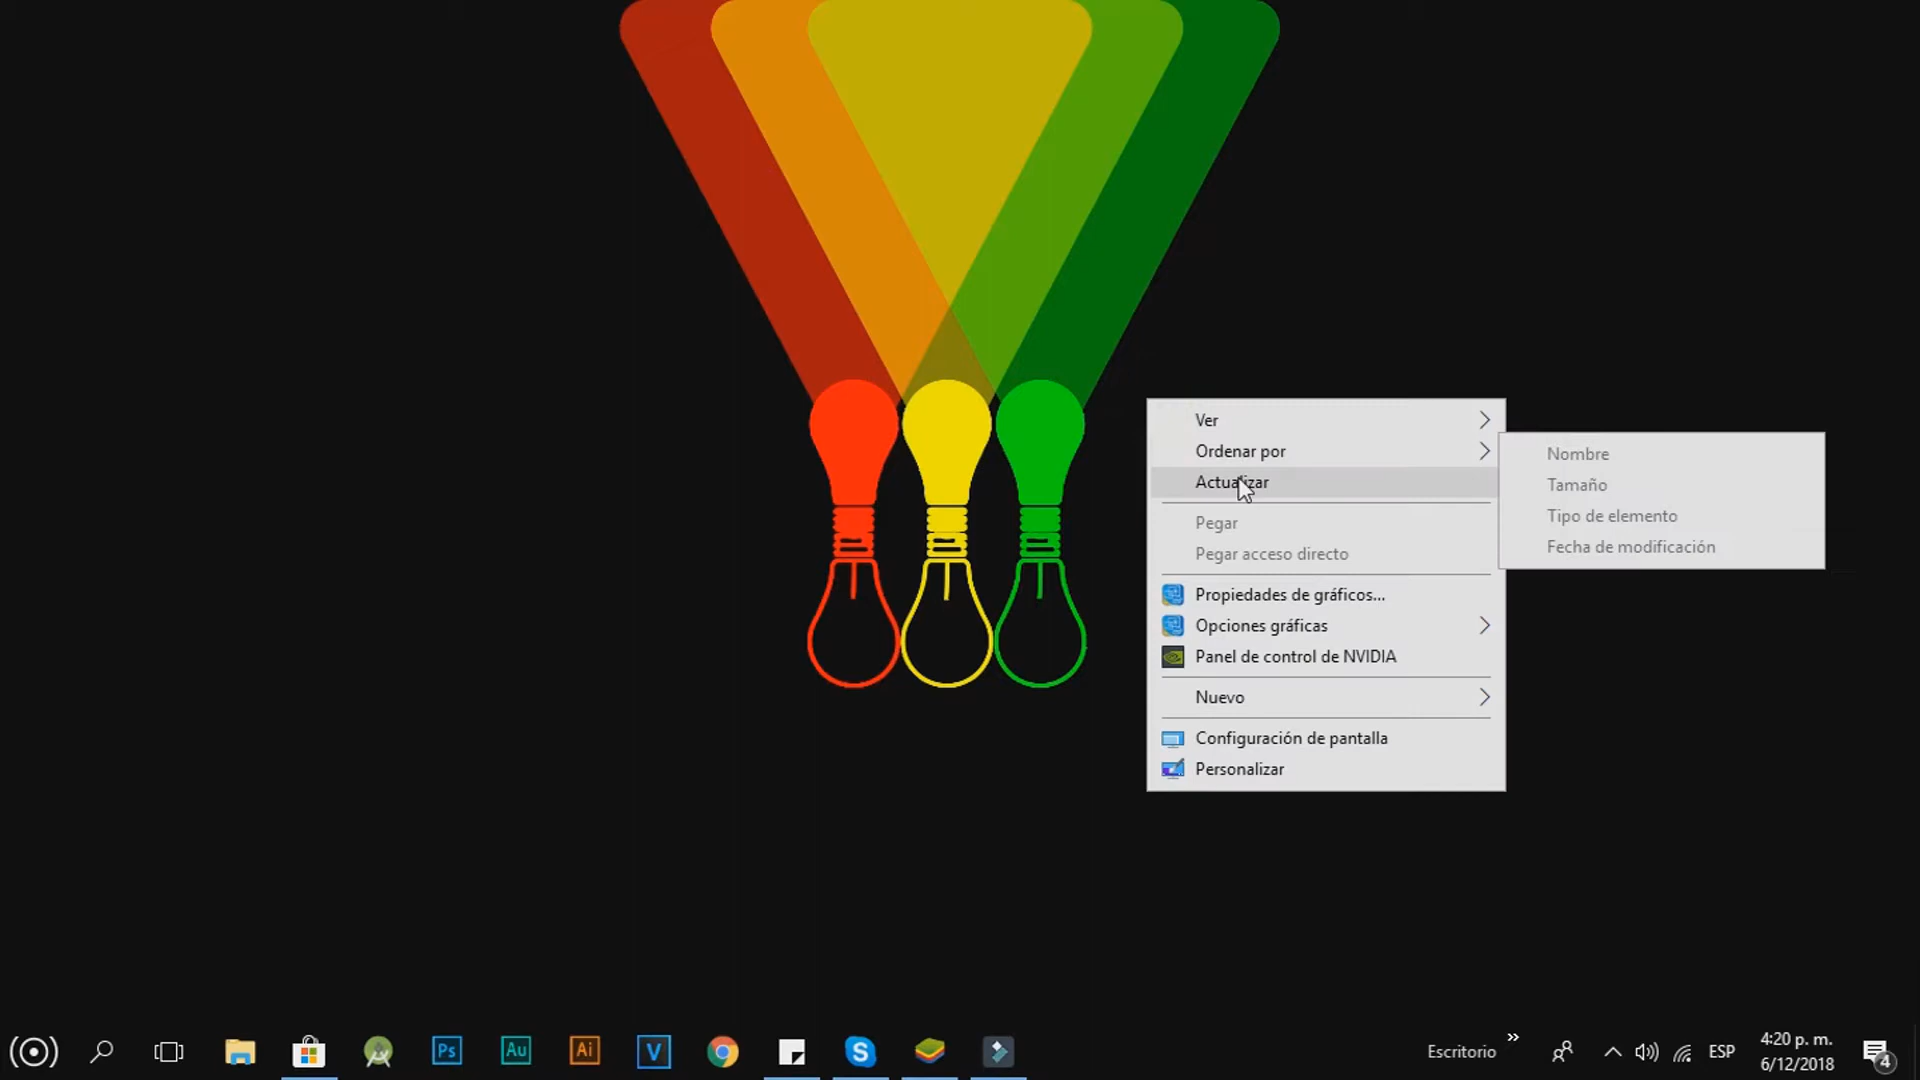 Ver
Ordenar por
Actualizar
Pegar
Pegar acceso directo
Propiedades de gráficos...
Opciones gráficas
Panel de control de NVIDIA
Nuevo
Configuración de pantalla
Personalizar
Nombre
Tamaño
Tipo de elemento
Fecha de modificación
Ps
Au
Ai
V
S
Escritorio
ESP
4:20 p. m.
6/12/2018
4